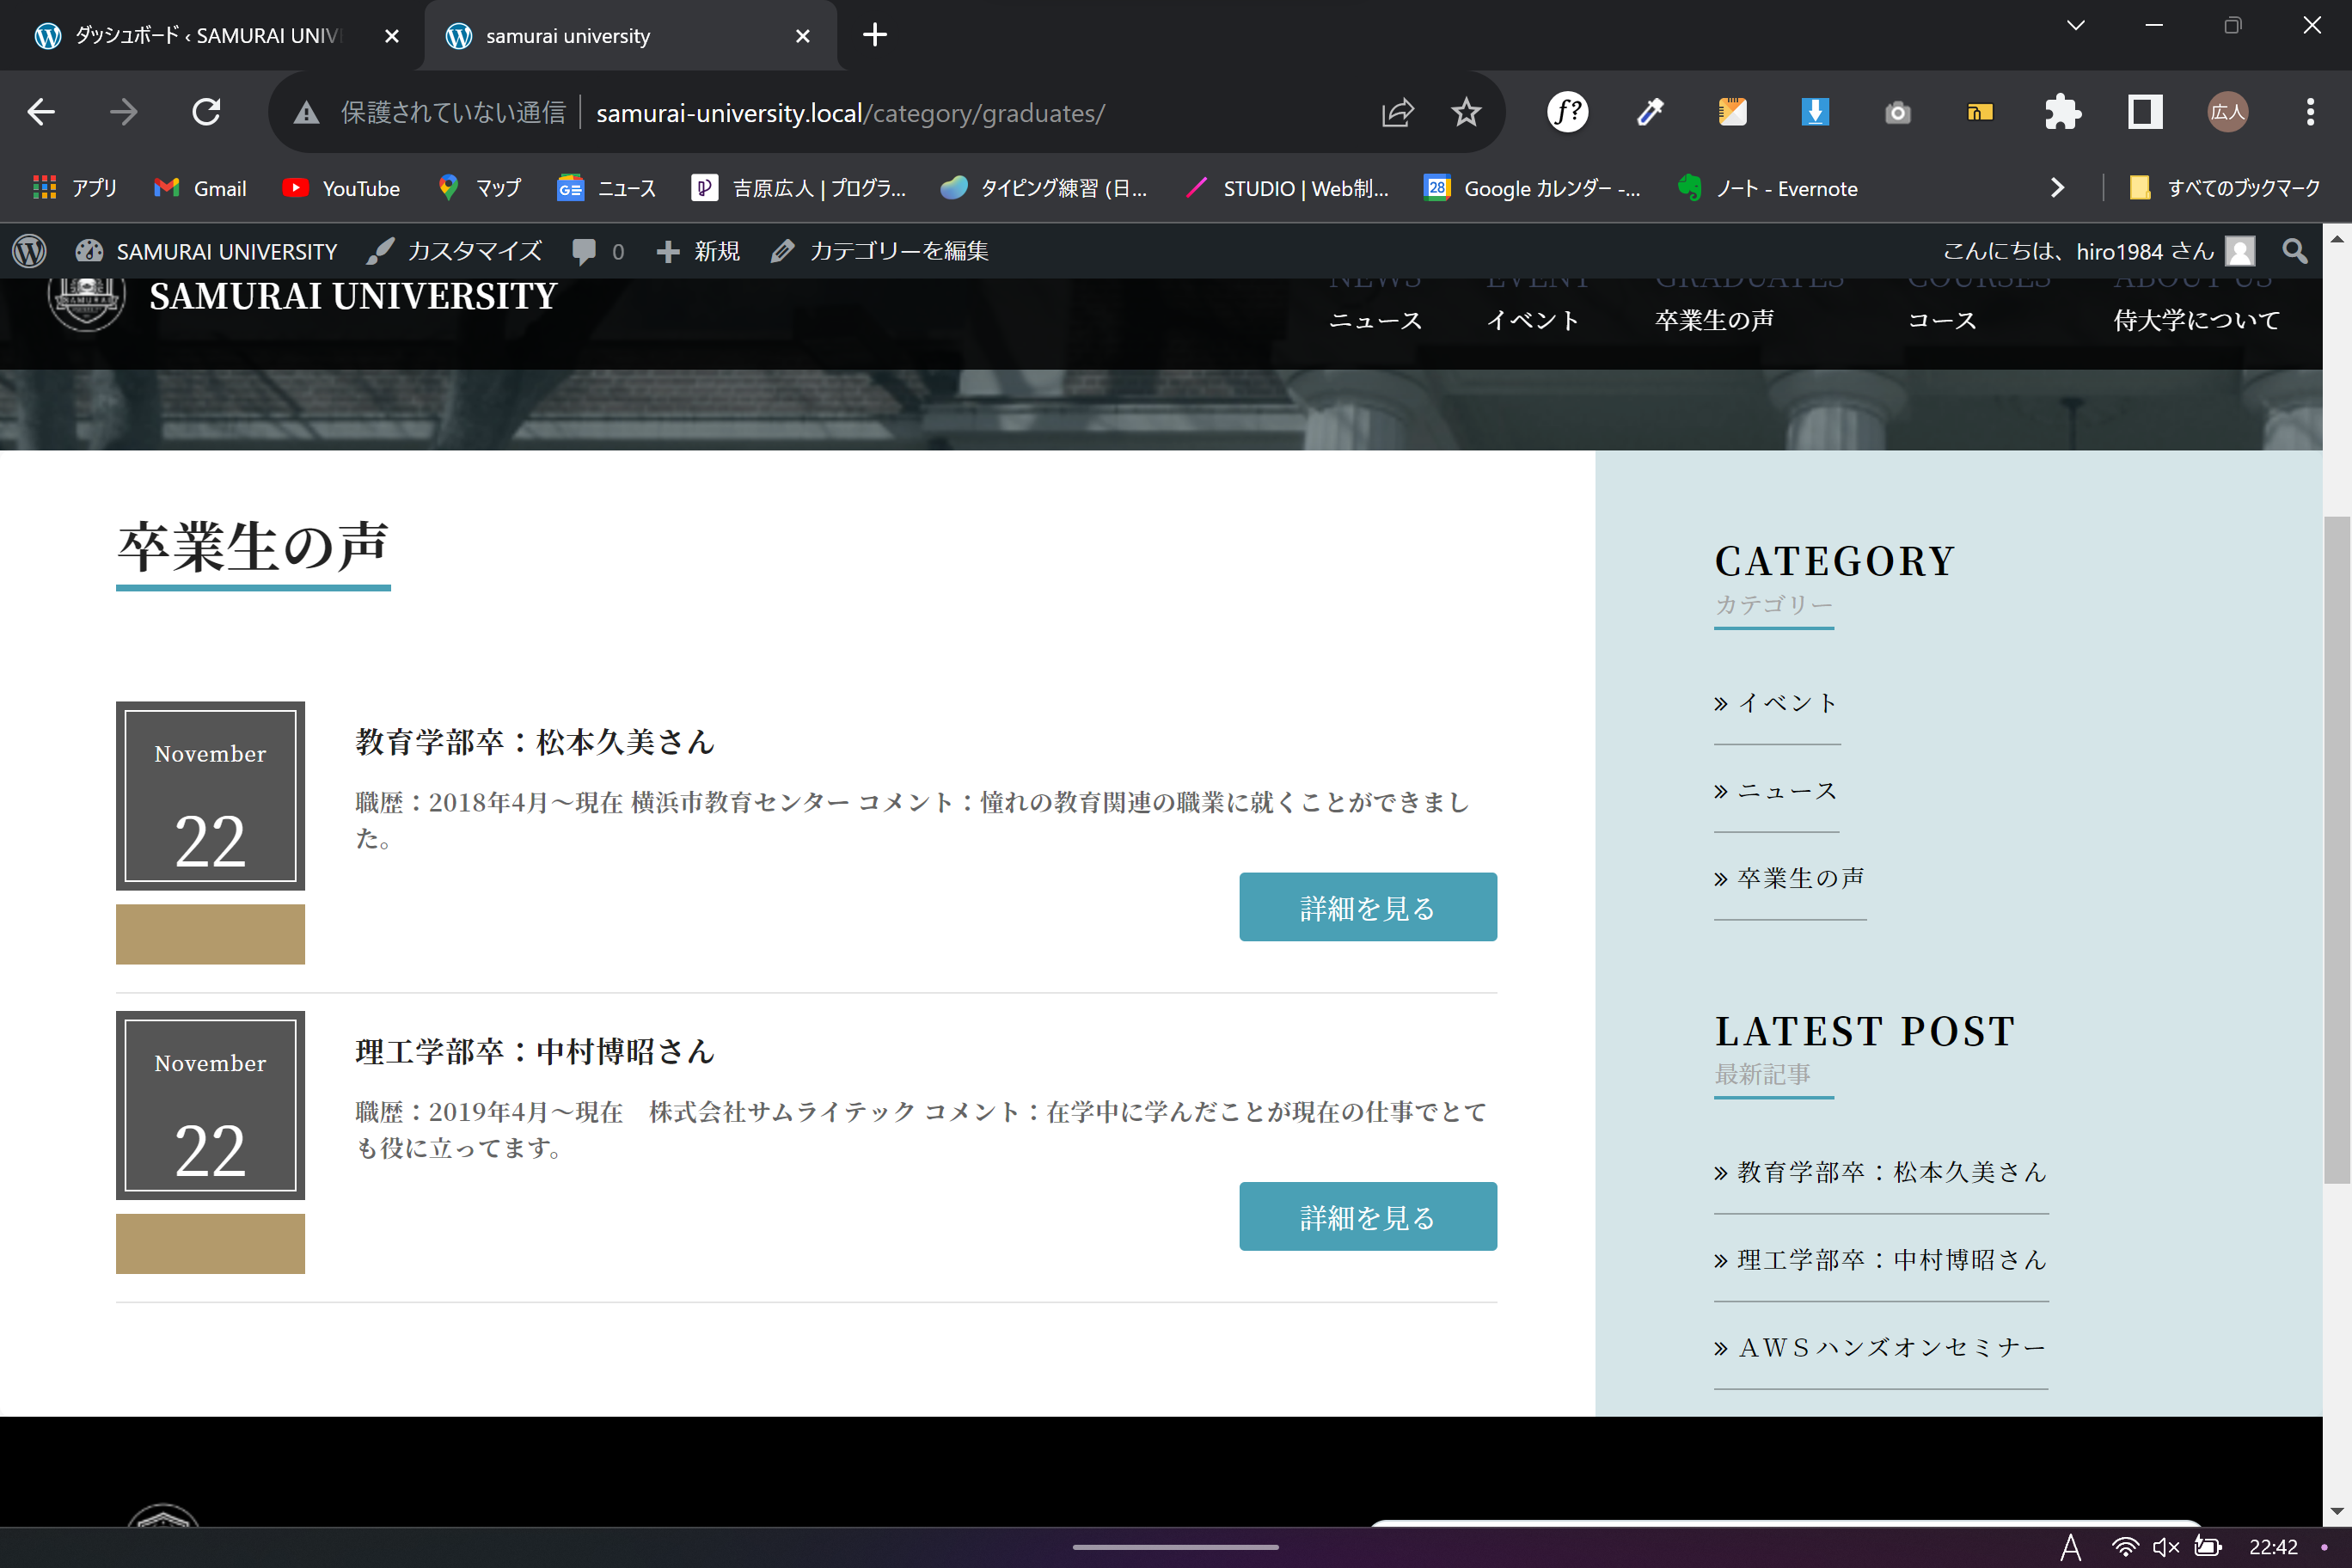 ダッシュボード ‹ SAMURAI UNIV
samurai university
保護されていない通信
samurai-university.local/category/graduates/
f?
広人
アプリ
Gmail
YouTube
マップ
ニュース
吉原広人 | プログラ...
タイピング練習 (日...
STUDIO | Web制...
28
Google カレンダー -...
ノート - Evernote
すべてのブックマーク
SAMURAI UNIVERSITY
カスタマイズ
0
新規
カテゴリーを編集
こんにちは、hiro1984 さん
SAMURAI UNIVERSITY
NEWS
ニュース
EVENT
イベント
GRADUATES
卒業生の声
COURSES
コース
ABOUT US
侍大学について
卒業生の声
November
22
教育学部卒：松本久美さん
職歴：2018年4月～現在 横浜市教育センター コメント：憧れの教育関連の職業に就くことができまし
た。
詳細を見る
November
22
理工学部卒：中村博昭さん
職歴：2019年4月～現在　株式会社サムライテック コメント：在学中に学んだことが現在の仕事でとて
も役に立ってます。
詳細を見る
CATEGORY
カテゴリー
» イベント
» ニュース
» 卒業生の声
LATEST POST
最新記事
» 教育学部卒：松本久美さん
» 理工学部卒：中村博昭さん
» ＡＷＳハンズオンセミナー
A
22:42